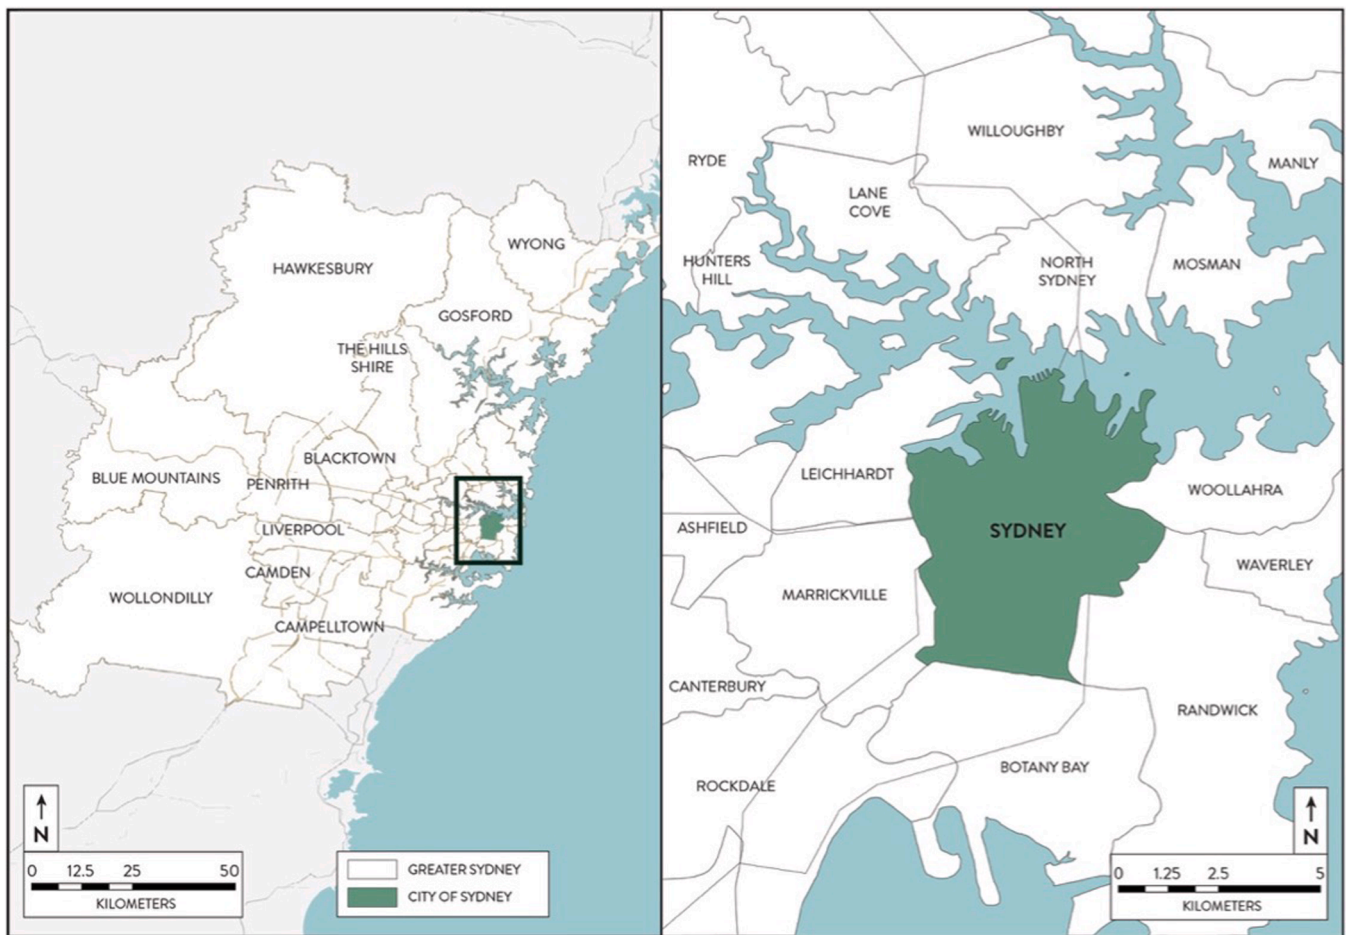 HAWKESBURY
WYONG
GOSFORD
THE HILLS
SHIRE
BLACKTOWN
BLUE MOUNTAINS
PENRITH
LIVERPOOL
CAMDEN
WOLLONDILLY
CAMPELLTOWN
N
0 12.5 25 50
KILOMETERS
GREATER SYDNEY
CITY OF SYDNEY
WILLOUGHBY
RYDE
MANLY
LANE
COVE
HUNTERS
HILL
NORTH
SYDNEY
MOSMAN
LEICHHARDT
WOOLLAHRA
ASHFIELD
SYDNEY
WAVERLEY
MARRICKVILLE
CANTERBURY
RANDWICK
BOTANY BAY
ROCKDALE
N
0 1.25 2.5 5
KILOMETERS